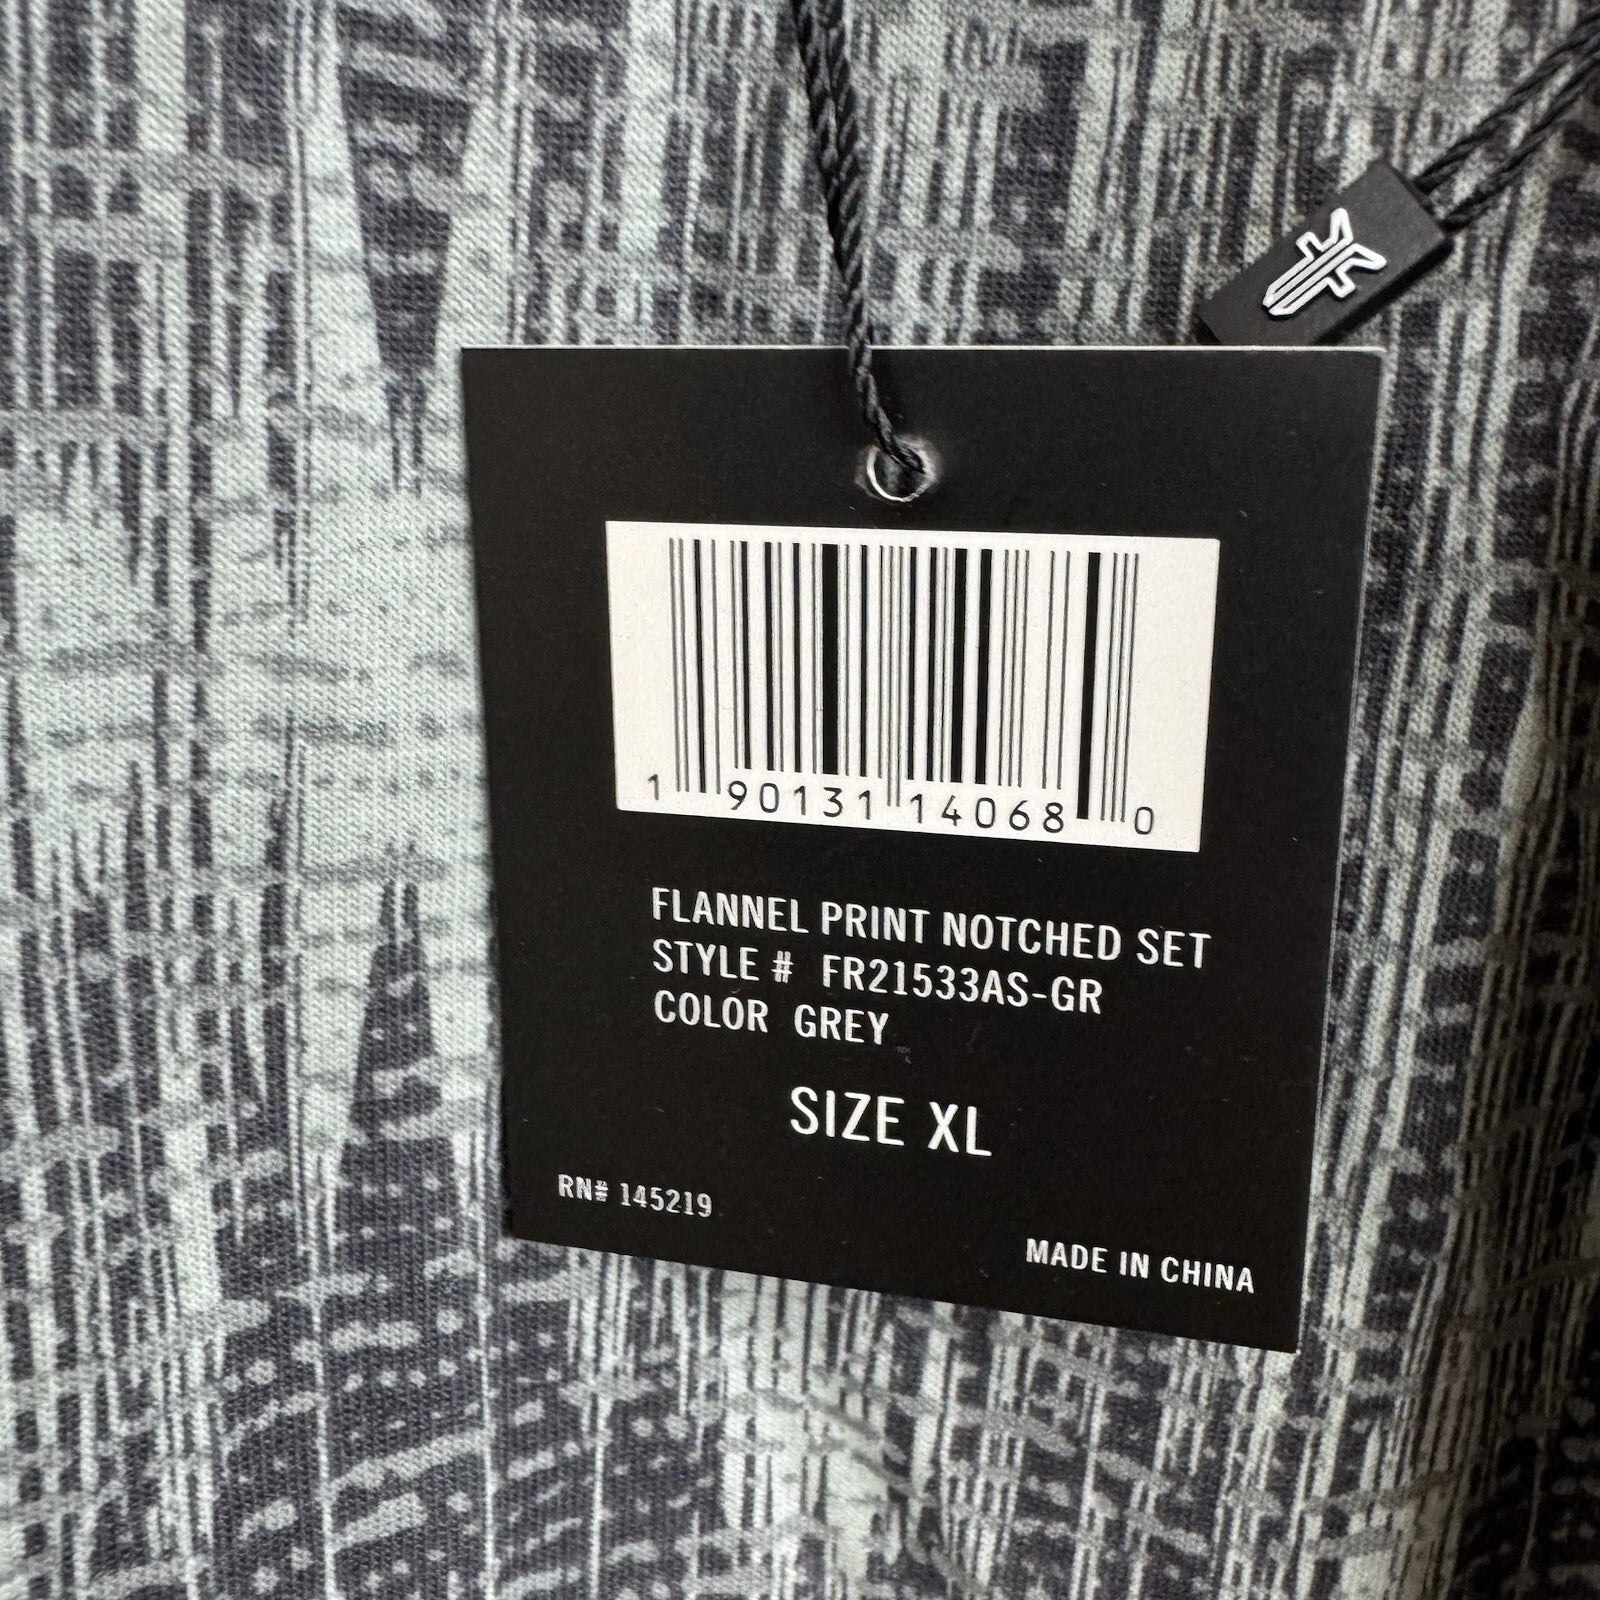 1 90131 14068 0
FLANNEL PRINT NOTCHED SET
STYLE # FR21533AS-GR
COLOR GREY
SIZE XL
RN# 145219
MADE IN CHINA